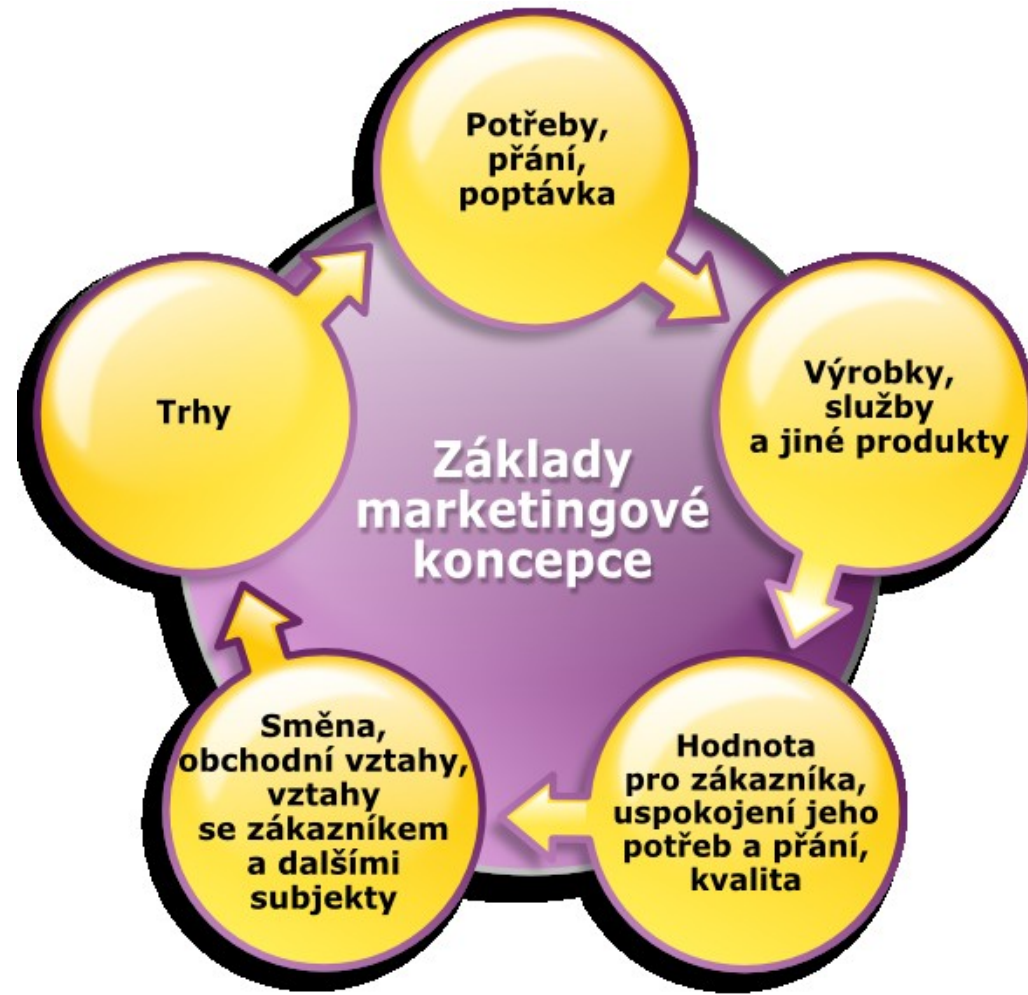 Potřeby,
přání,
poptávka
Výrobky,
služby
a jiné produkty
Hodnota
pro zákazníka,
uspokojení jeho
potřeb a přání,
kvalita
Směna,
obchodní vztahy,
vztahy
se zákazníkem
a dalšími
subjekty
Trhy
Základy
marketingové
koncepce